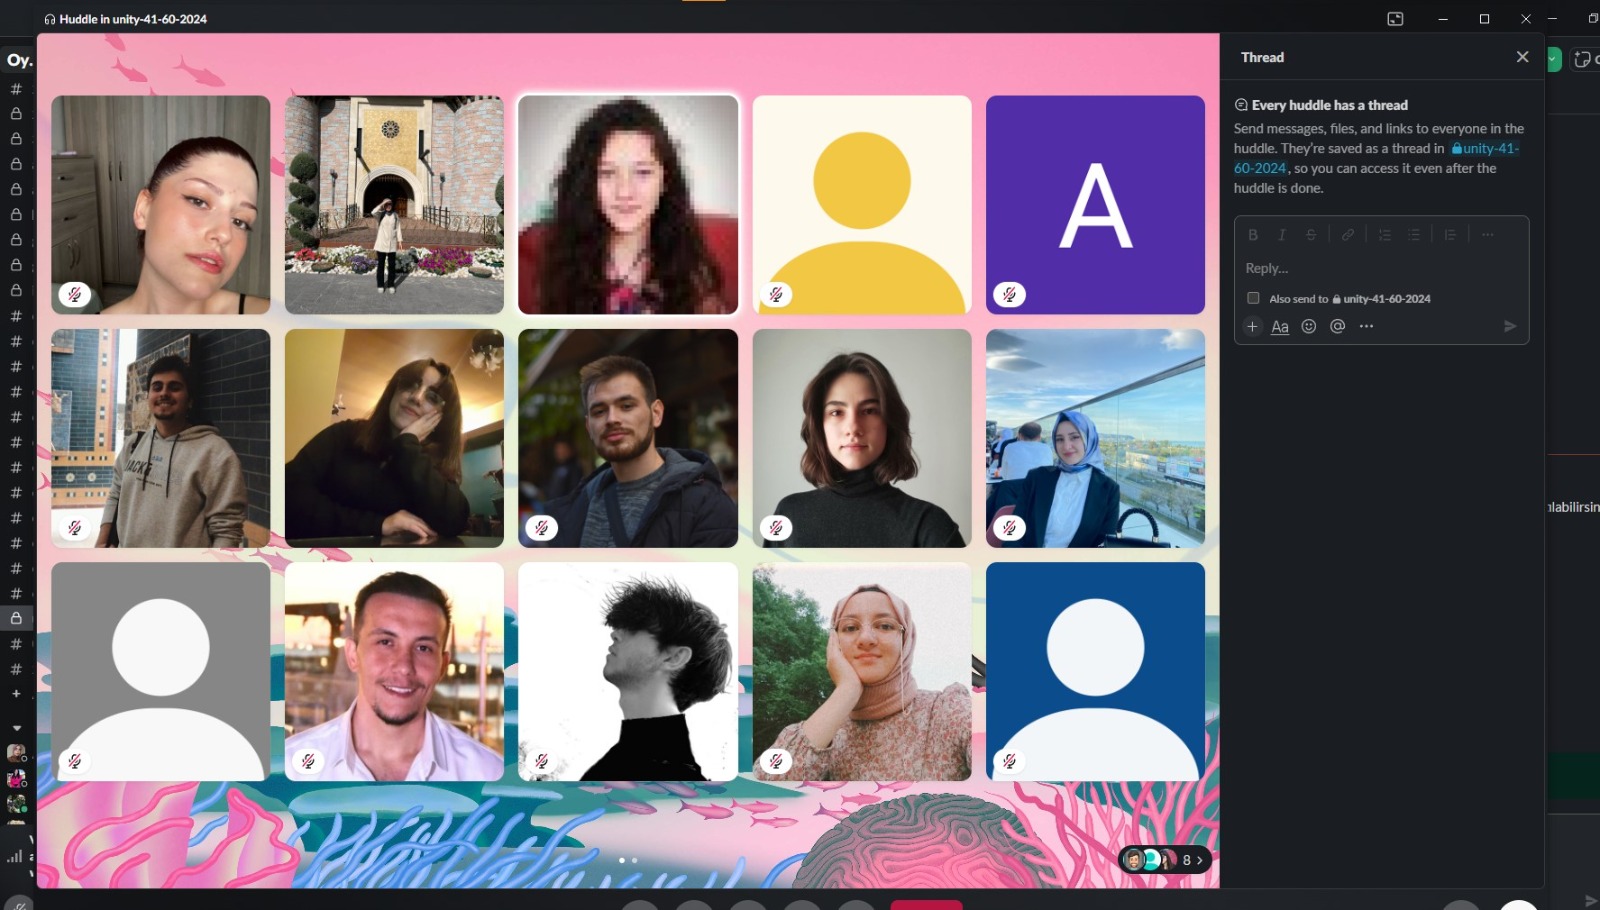 Huddle in unity-41-60-2024
Oy.
A
JACK
8
Thread
Every huddle has a thread
Send messages, files, and links to everyone in the
huddle. They're saved as a thread in unity-41-
60-2024, so you can access it even after the
huddle is done.
B I S
Reply...
Also send to unity-41-60-2024
Aa @